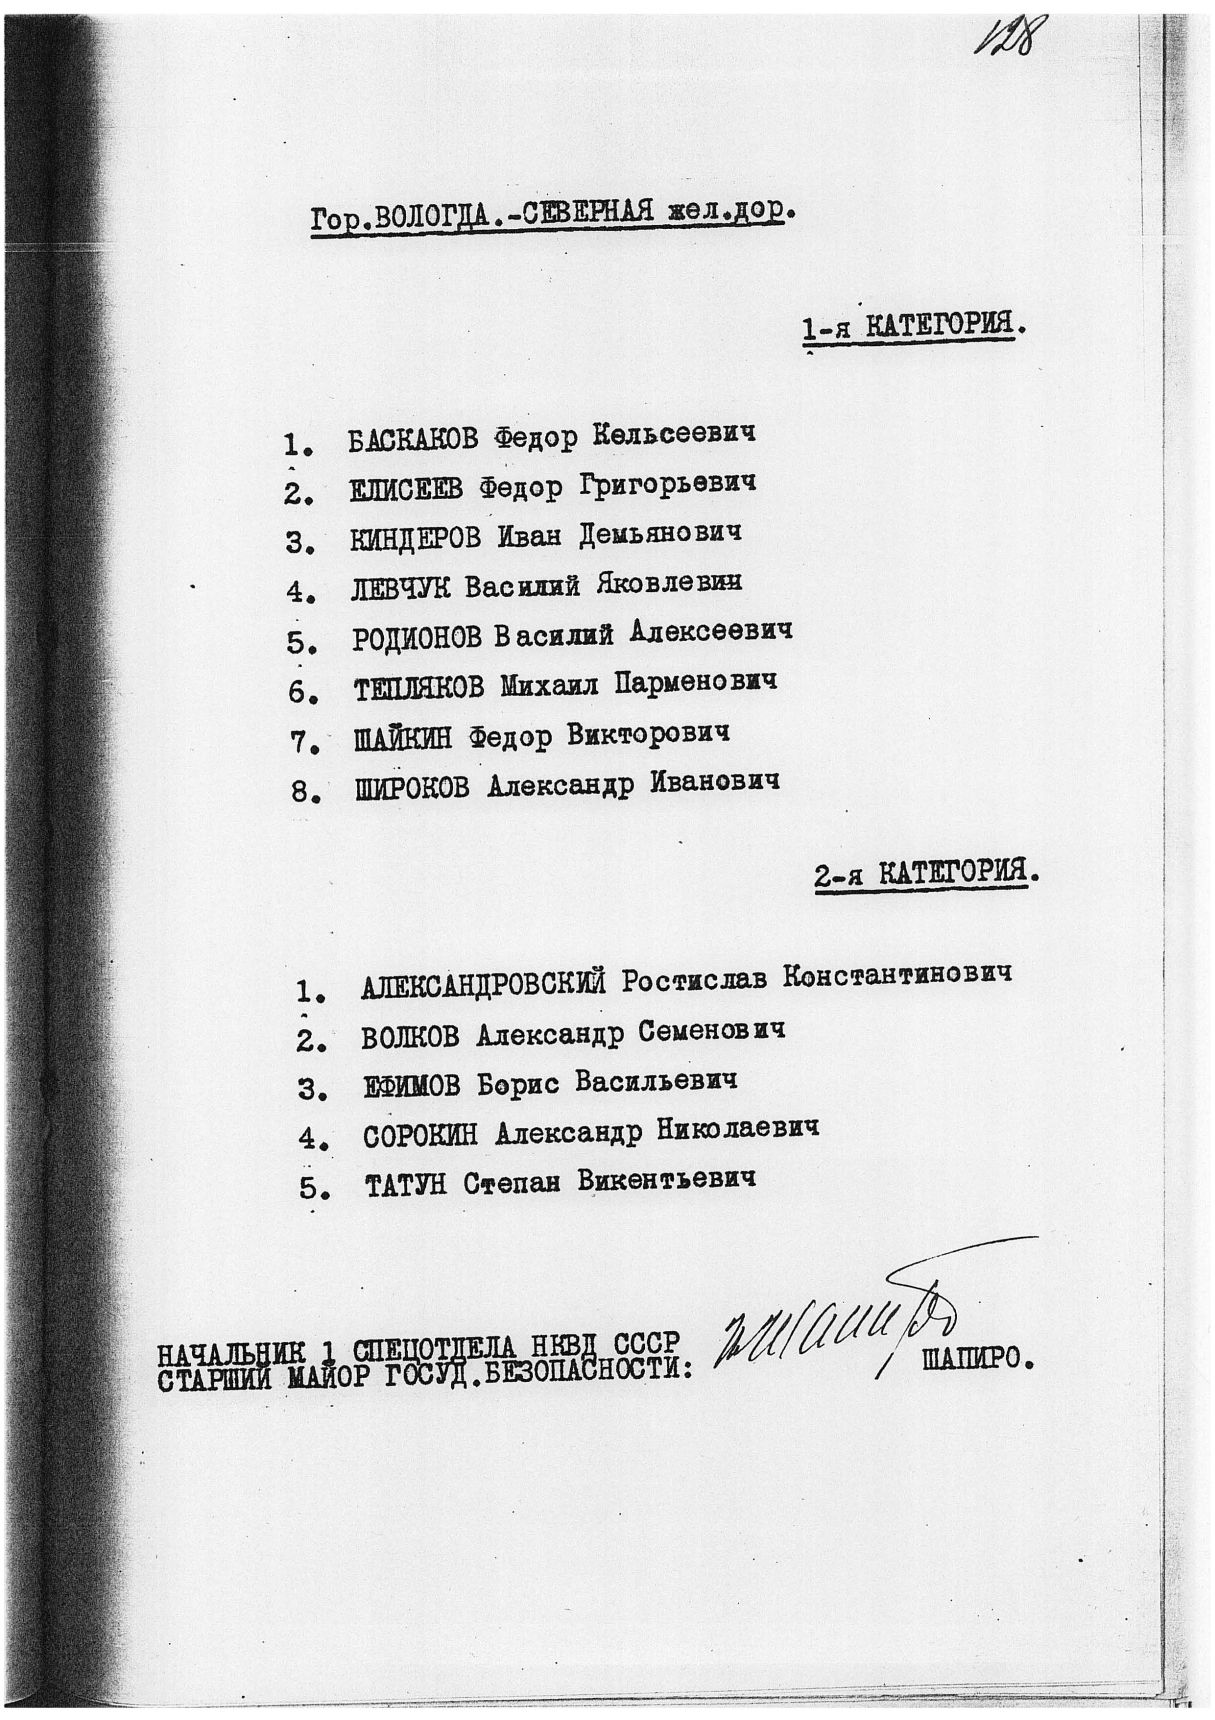 128
Гор.ВОЛОГДА.-СЕВЕРНАЯ жел.дор.
1-я КАТЕГОРИЯ.
1. БАСКАКОВ Федор Кельсеевич
2. ЕЛИСЕЕВ Федор Григорьевич
3. КИНДЕРОВ Иван Демьянович
4. ЛЕВЧУК Василий Яковлевин
5. РОДИОНОВ Василий Алексеевич
6. ТЕПЛЯКОВ Михаил Парменович
7. ШАЙКИН Федор Викторович
8. ШИРОКОВ Александр Иванович
2-я КАТЕГОРИЯ.
1. АЛЕКСАНДРОВСКИЙ Ростислав Константинович
2. ВОЛКОВ Александр Семенович
3. ЕФИМОВ Борис Васильевич
4. СОРОКИН Александр Николаевич
5. ТАТУН Степан Викентьевич
НАЧАЛЬНИК 1 СПЕЦОТДЕЛА НКВД СССР
СТАРШИЙ МАЙОР ГОСУД.БЕЗОПАСНОСТИ:
ШАПИРО.